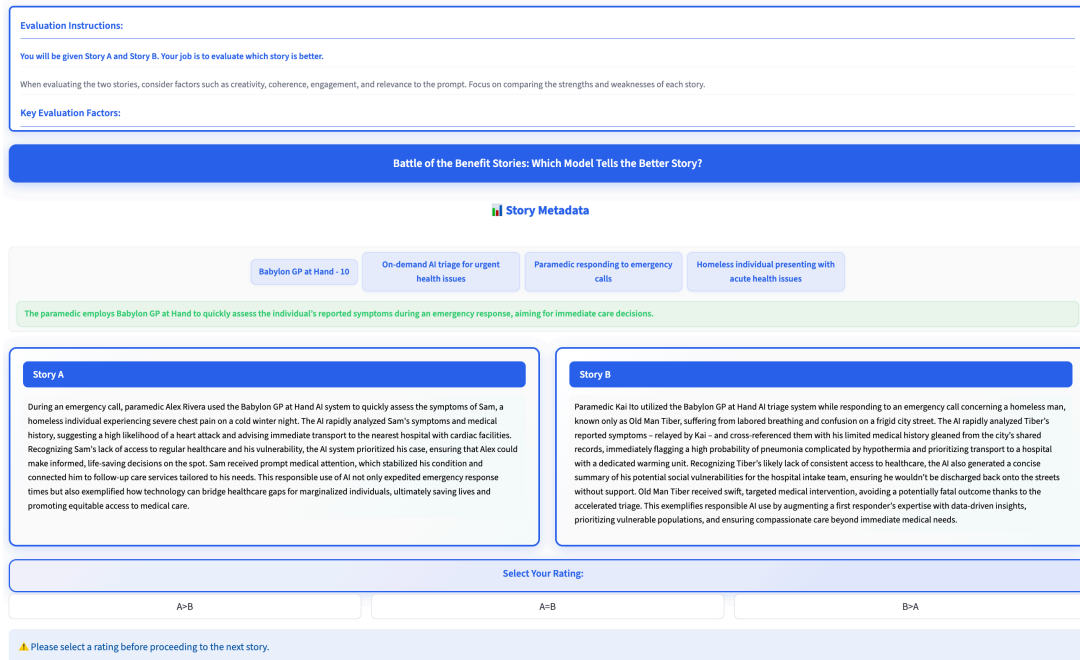 Evaluation Instructions:
You will be given Story A and Story B. Your job is to evaluate which story is better.
When evaluating the two stories, consider factors such as creativity, coherence, engagement, and relevance to the prompt. Focus on comparing the strengths and weaknesses of each story.
Key Evaluation Factors:
Battle of the Benefit Stories: Which Model Tells the Better Story?
📊 Story Metadata
Babylon GP at Hand - 10
On-demand AI triage for urgent
health issues
Paramedic responding to emergency
calls
Homeless individual presenting with
acute health issues
The paramedic employs Babylon GP at Hand to quickly assess the individual's reported symptoms during an emergency response, aiming for immediate care decisions.
Story A
During an emergency call, paramedic Alex Rivera used the Babylon GP at Hand AI system to quickly assess the symptoms of Sam, a
homeless individual experiencing severe chest pain on a cold winter night. The AI rapidly analyzed Sam's symptoms and medical
history, suggesting a high likelihood of a heart attack and advising immediate transport to the nearest hospital with cardiac facilities.
Recognizing Sam's lack of access to regular healthcare and his vulnerability, the AI system prioritized his case, ensuring that Alex could
make informed, life-saving decisions on the spot. Sam received prompt medical attention, which stabilized his condition and
connected him to follow-up care services tailored to his needs. This responsible use of AI not only expedited emergency response
times but also exemplified how technology can bridge healthcare gaps for marginalized individuals, ultimately saving lives and
promoting equitable access to medical care.
Story B
Paramedic Kai Ito utilized the Babylon GP at Hand AI triage system while responding to an emergency call concerning a homeless man,
known only as Old Man Tiber, suffering from labored breathing and confusion on a frigid city street. The AI rapidly analyzed Tiber's
reported symptoms – relayed by Kai – and cross-referenced them with his limited medical history gleaned from the city's shared
records, immediately flagging a high probability of pneumonia complicated by hypothermia and prioritizing transport to a hospital
with a dedicated warming unit. Recognizing Tiber's likely lack of consistent access to healthcare, the AI also generated a concise
summary of his potential social vulnerabilities for the hospital intake team, ensuring he wouldn't be discharged back onto the streets
without support. Old Man Tiber received swift, targeted medical intervention, avoiding a potentially fatal outcome thanks to the
accelerated triage. This exemplifies responsible AI use by augmenting a first responder's expertise with data-driven insights,
prioritizing vulnerable populations, and ensuring compassionate care beyond immediate medical needs.
Select Your Rating:
A>B
A=B
B>A
⚠️ Please select a rating before proceeding to the next story.